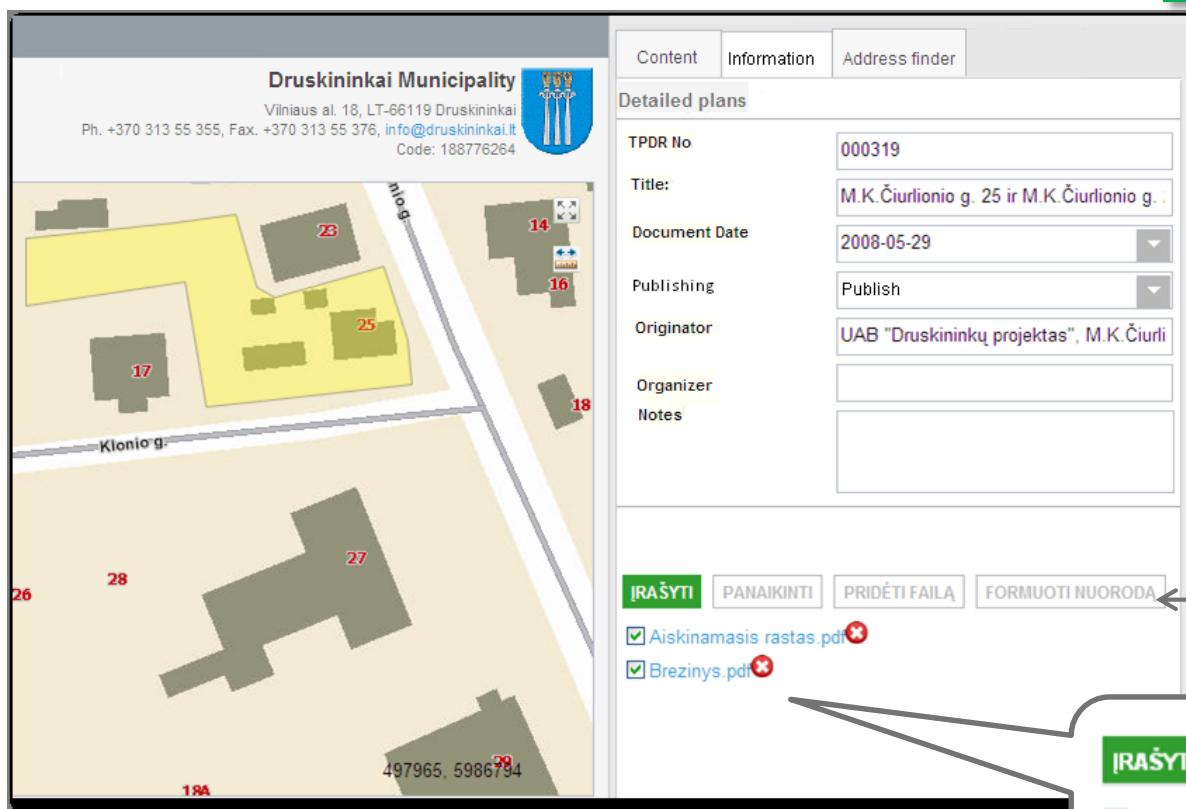 Druskininkai Municipality
Vilniaus al. 18, LT-66119 Druskininkai
Ph. +370 313 55 355, Fax. +370 313 55 376, info@druskininkai.lt
Code: 188776264
nio g.
23
14
16
25
17
18
Klonio g.
27
28
26
29
497965, 5986794
18A
Content
Information
Address finder
Detailed plans
TPDR No
000319
Title:
M.K.Čiurlionio g. 25 ir M.K.Čiurlionio g.
Document Date
2008-05-29
Publishing
Publish
Originator
UAB "Druskininkų projektas", M.K.Čiurli
Organizer
Notes
ĮRAŠYTI
PANAIKINTI
PRIDĖTI FAILĄ
FORMUOTI NUORODĄ
Aiskinamasis rastas.pdf
Brezinys.pdf
ĮRAŠYT